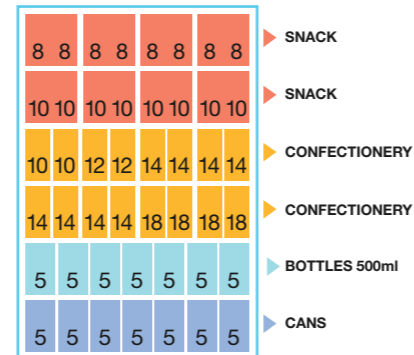 8 8 8 8 8 8 8 8 SNACK
10 10 10 10 10 10 10 10 SNACK
10 10 12 12 14 14 14 14 CONFECTIONERY
14 14 14 14 18 18 18 18 CONFECTIONERY
5 5 5 5 5 5 5 BOTTLES 500ml
5 5 5 5 5 5 5 CANS